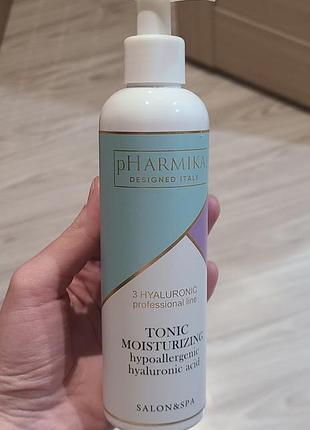 pHARMIKA
DESIGNED ITALY
3 HYALURONIC
professional line
TONIC
MOISTURIZING
hypoallergenic
hyaluronic acid
SALON&SPA